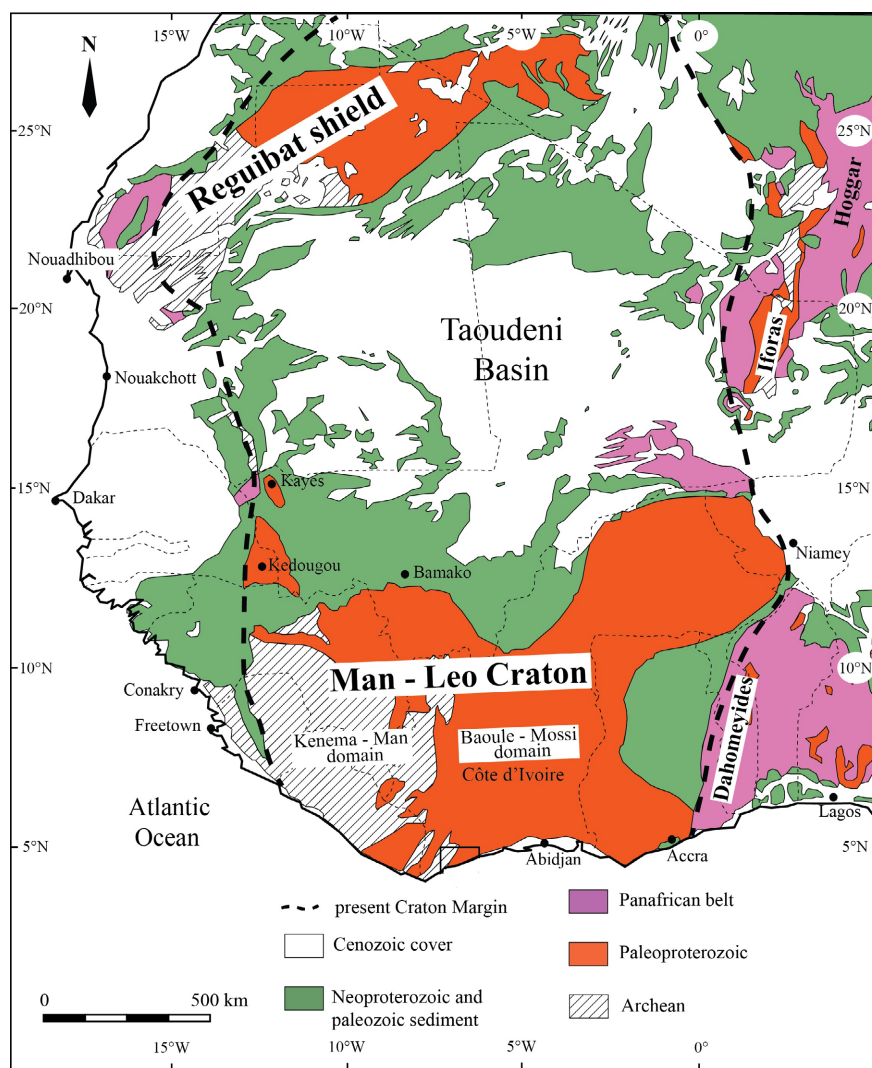 15°W
10°W
5°W
0°
N
25°N
25°N
Reguibat shield
Hoggar
Nouadhibou
20°N
20°N
Taoudeni
Basin
Iforas
Nouakchott
Kayes
15°N
15°N
Dakar
Niamey
Kedougou
Bamako
10°N
10°N
Man - Leo Craton
Conakry
Freetown
Kenema - Man
domain
Baoule - Mossi
domain
Côte d'Ivoire
Dahomeyides
Lagos
Atlantic
Ocean
5°N
5°N
Abidjan
Accra
present Craton Margin
Panafrican belt
Cenozoic cover
Paleoproterozoic
0
500 km
Neoproterozoic and
paleozoic sediment
Archean
15°W
10°W
5°W
0°